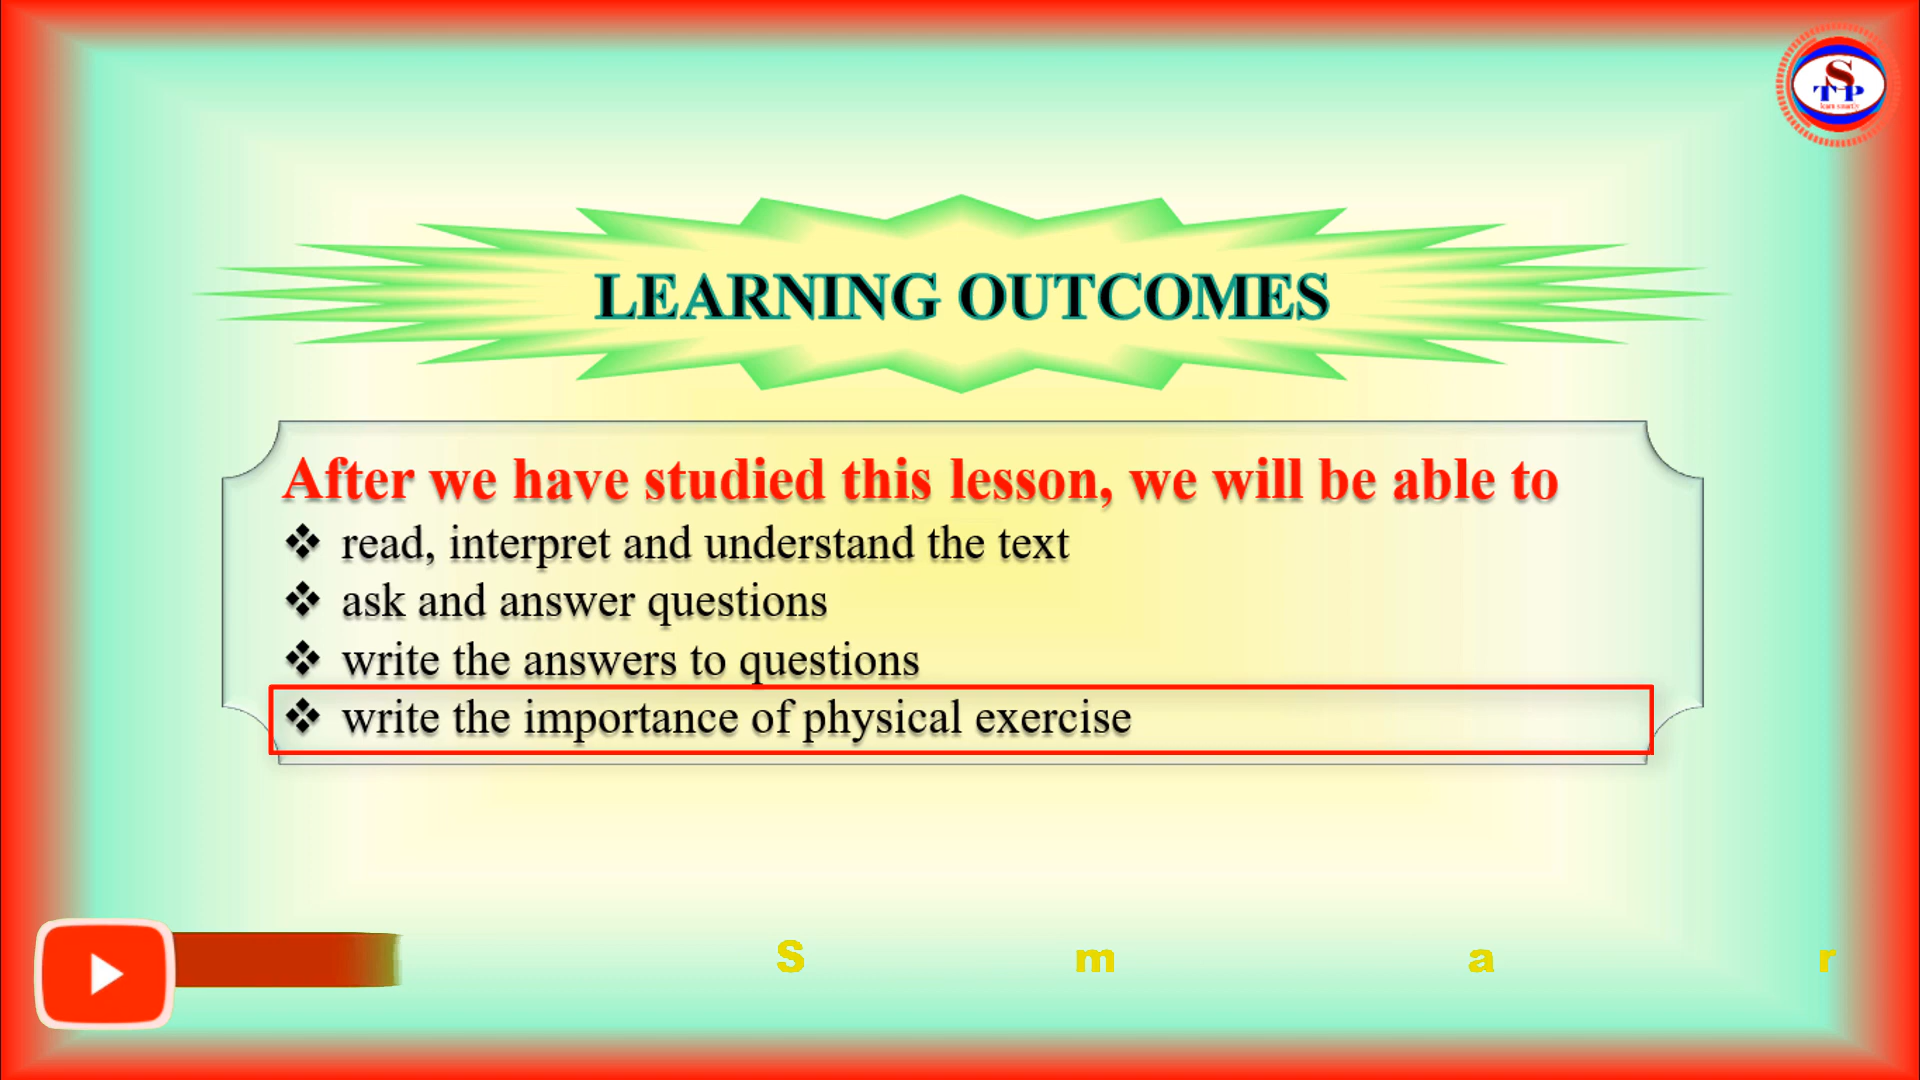 S
TP
LEARNING OUTCOMES
After we have studied this lesson, we will be able to
❖ read, interpret and understand the text
❖ ask and answer questions
❖ write the answers to questions
❖ write the importance of physical exercise
S m a r